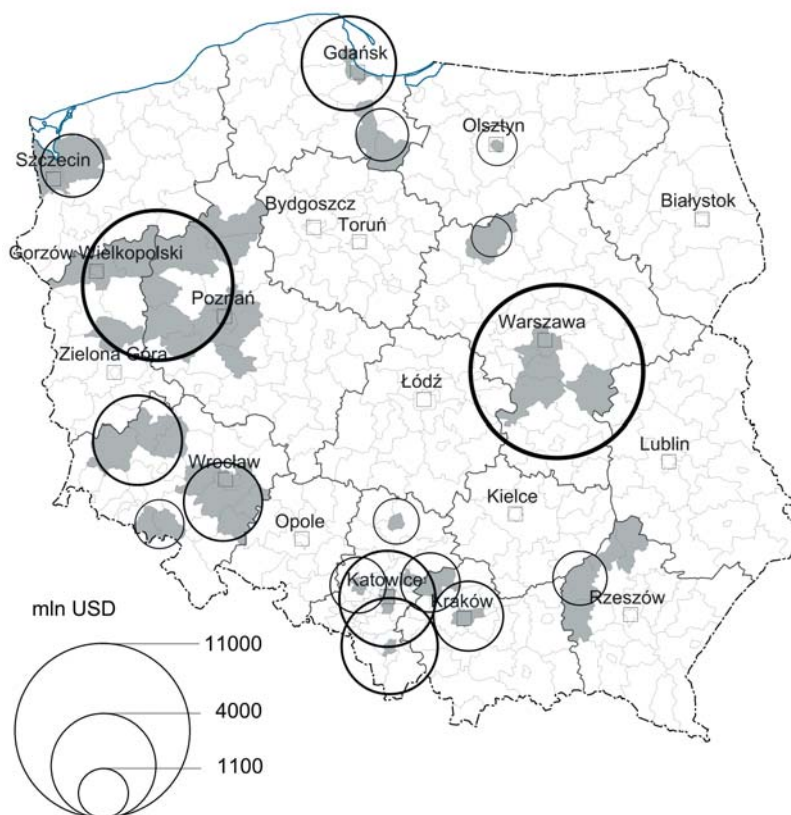 Gdańsk
Olsztyn
Szczecin
Białystok
Bydgoszcz
Toruń
Gorzów Wielkopolski
Poznań
Warszawa
Zielona Góra
Łódź
Lublin
Wrocław
Kielce
Opole
Katowice
Kraków
Rzeszów
mln USD
11000
4000
1100